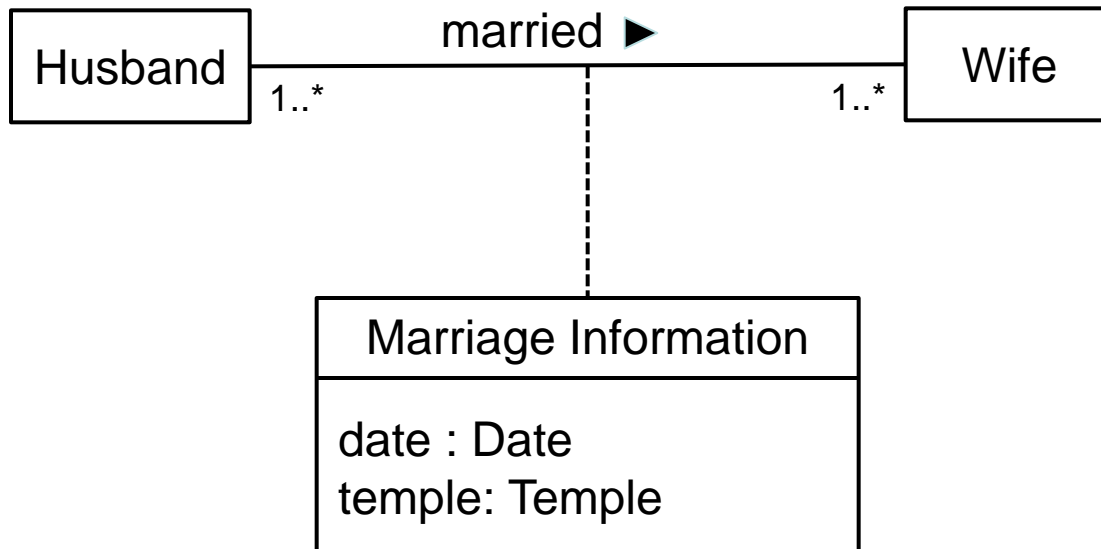 married ►
Husband
Wife
1..*
1..*
Marriage Information
date : Date
temple: Temple